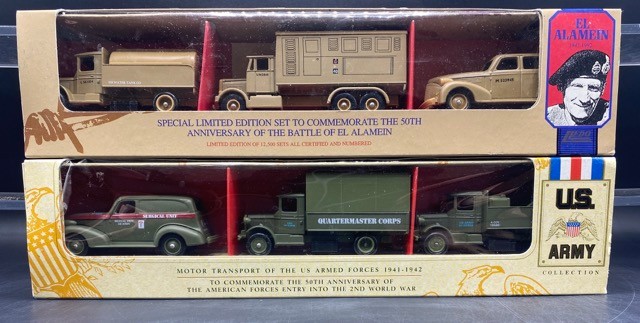 EL
ALAMEIN
SPECIAL LIMITED EDITION SET TO COMMEMORATE THE 50TH
ANNIVERSARY OF THE BATTLE OF EL ALAMEIN
LIMITED EDITION OF 12,500 SETS ALL CERTIFIED AND NUMBERED
SURGICAL UNIT
QUARTERMASTER CORPS
U.S.
ARMY
COLLECTION
MOTOR TRANSPORT OF THE US ARMED FORCES 1941-1942
TO COMMEMORATE THE 50TH ANNIVERSARY OF
THE AMERICAN FORCES ENTRY INTO THE 2ND WORLD WAR